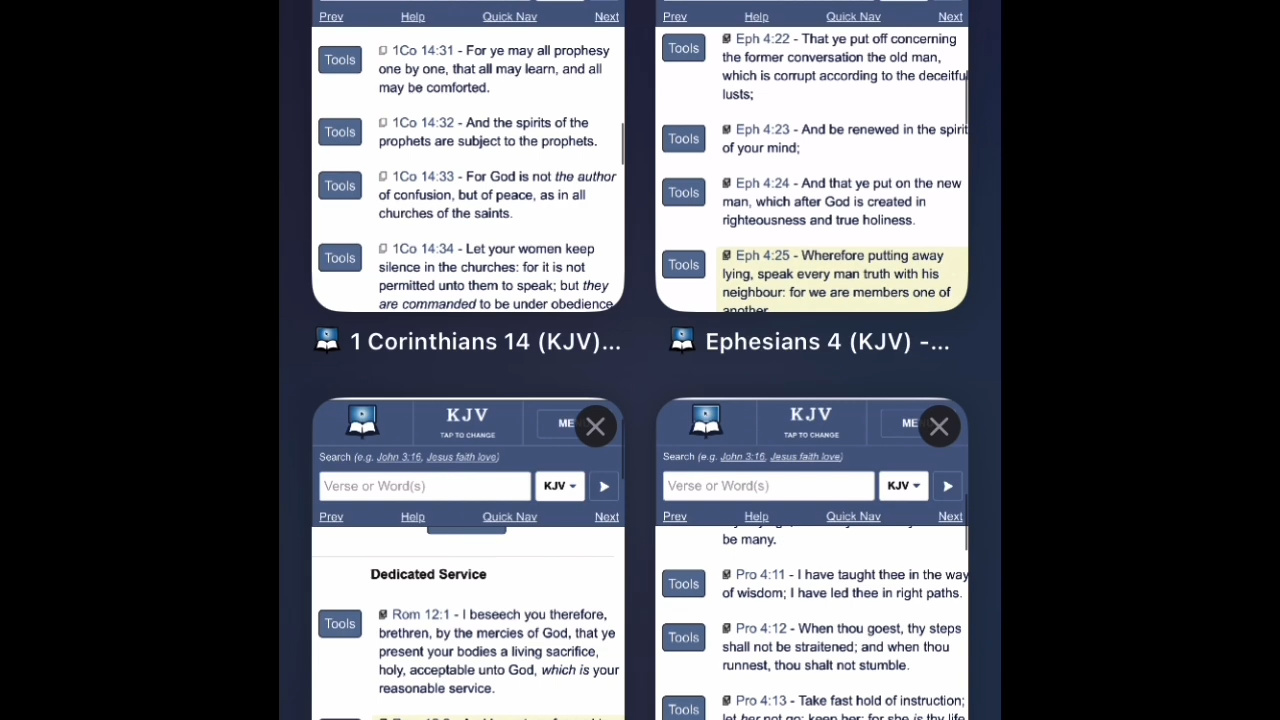 Prev Help Quick Nav Next
Tools
1Co 14:31 - For ye may all prophesy
one by one, that all may learn, and all
may be comforted.
Tools
1Co 14:32 - And the spirits of the
prophets are subject to the prophets.
Tools
1Co 14:33 - For God is not the author
of confusion, but of peace, as in all
churches of the saints.
Tools
1Co 14:34 - Let your women keep
silence in the churches: for it is not
permitted unto them to speak; but they
are commanded to be under obedience
1 Corinthians 14 (KJV)...
Prev Help Quick Nav Next
Tools
Eph 4:22 - That ye put off concerning
the former conversation the old man,
which is corrupt according to the deceitful
lusts;
Tools
Eph 4:23 - And be renewed in the spirit
of your mind;
Tools
Eph 4:24 - And that ye put on the new
man, which after God is created in
righteousness and true holiness.
Tools
Eph 4:25 - Wherefore putting away
lying, speak every man truth with his
neighbour: for we are members one of
another
Ephesians 4 (KJV) -...
KJV
TAP TO CHANGE
ME
Search (e.g. John 3:16, Jesus faith love)
Verse or Word(s) KJV
Prev Help Quick Nav Next
Dedicated Service
Tools
Rom 12:1 - I beseech you therefore,
brethren, by the mercies of God, that ye
present your bodies a living sacrifice,
holy, acceptable unto God, which is your
reasonable service.
KJV
TAP TO CHANGE
ME
Search (e.g. John 3:16, Jesus faith love)
Verse or Word(s) KJV
Prev Help Quick Nav Next
be many.
Tools
Pro 4:11 - I have taught thee in the way
of wisdom; I have led thee in right paths.
Tools
Pro 4:12 - When thou goest, thy steps
shall not be straitened; and when thou
runnest, thou shalt not stumble.
Tools
Pro 4:13 - Take fast hold of instruction;
let her not go: keep her; for she is thy life